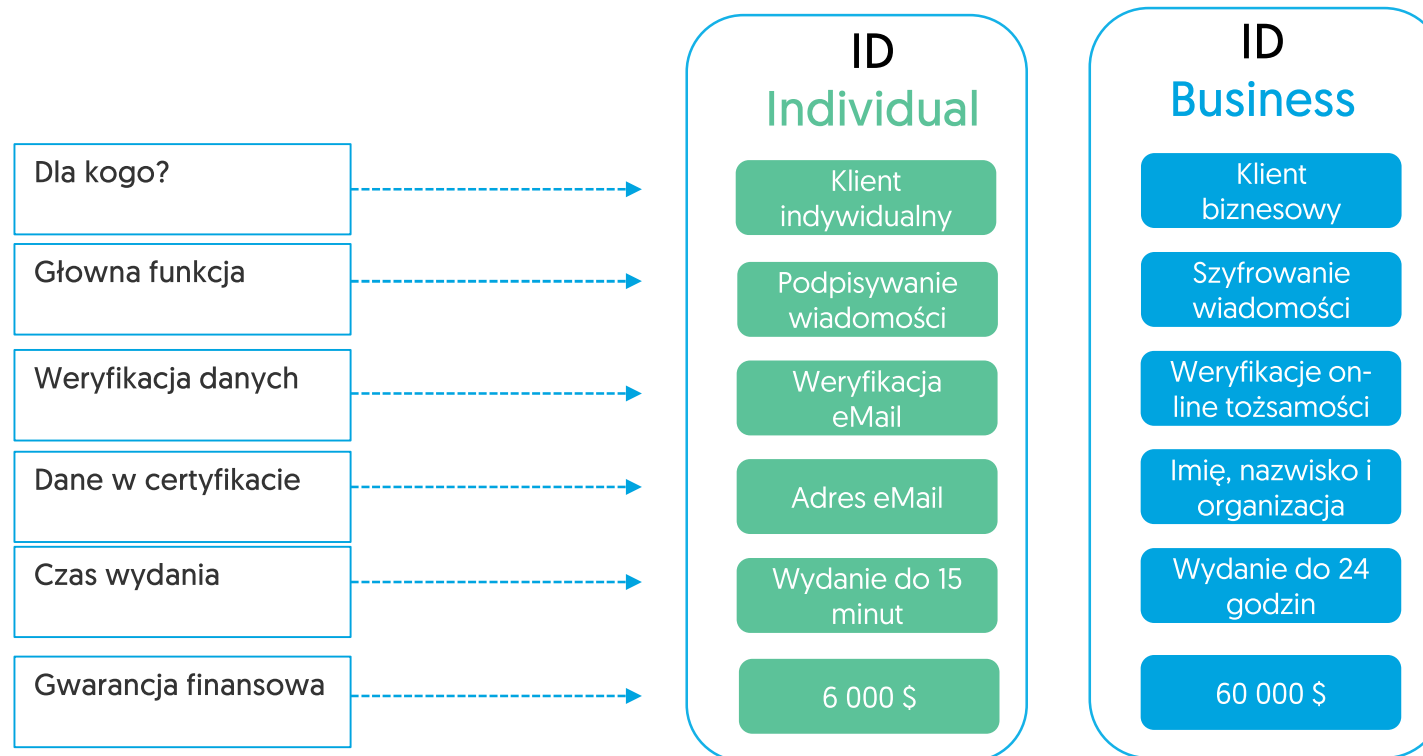 ID
Individual
ID
Business
Dla kogo?
Klient
indywidualny
Klient
biznesowy
Głowna funkcja
Podpisywanie
wiadomości
Szyfrowanie
wiadomości
Weryfikacja danych
Weryfikacja
eMail
Weryfikacje on-
line tożsamości
Dane w certyfikacie
Adres eMail
Imię, nazwisko i
organizacja
Czas wydania
Wydanie do 15
minut
Wydanie do 24
godzin
Gwarancja finansowa
6 000 $
60 000 $